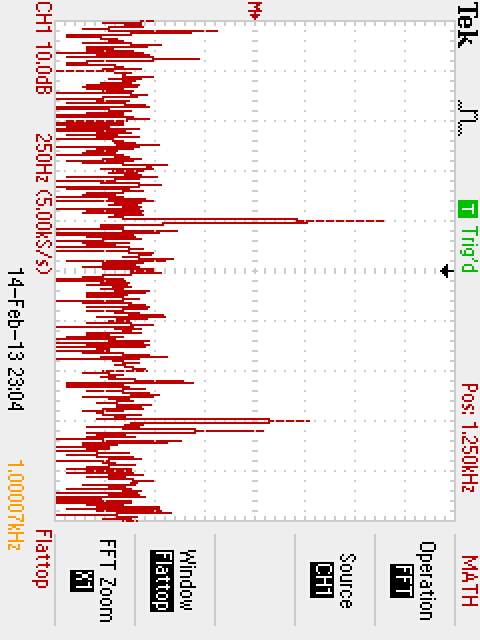 Tek
T Trig'd
Pos: 1.250kHz
MATH
Operation
FFT
Source
CH1
Window
Flattop
FFT Zoom
X1
M
CH1 10.0dB
250Hz (5.00kS/s)
Flattop
14-Feb-13 23:04
1.00007kHz